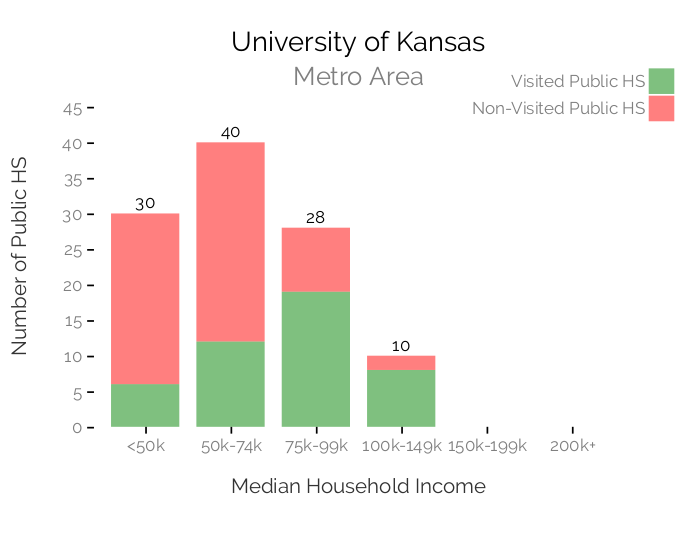 University of Kansas
Metro Area
Visited Public HS
Non-Visited Public HS
Number of Public HS
45
40
35
30
25
20
15
10
5
0
30
40
28
10
<50k
50k-74k
75k-99k
100k-149k
150k-199k
200k+
Median Household Income